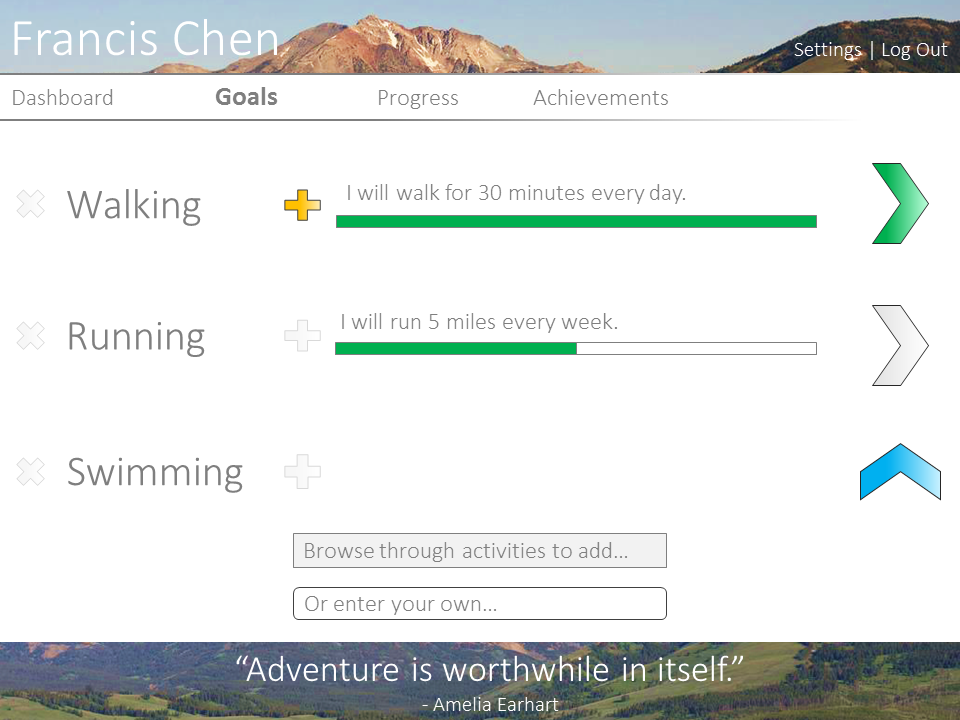 Francis Chen
Settings | Log Out
Dashboard Goals Progress Achievements
Walking
I will walk for 30 minutes every day.
Running
I will run 5 miles every week.
Swimming
Browse through activities to add...
Or enter your own...
“Adventure is worthwhile in itself.”
- Amelia Earhart